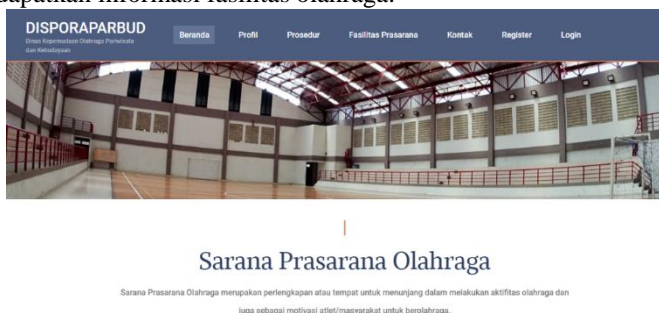 dapatkan informasi fasilitas olahraga.
DISPORAPARBUD
Dinas Kepemudaan Olahraga Pariwisata
dan Kebudayaan
Beranda Profil Prosedur Fasilitas Prasarana Kontak Register Login
Sarana Prasarana Olahraga
Sarana Prasarana Olahraga merupakan perlengkapan atau tempat untuk menunjang dalam melakukan aktifitas olahraga dan
juga sebagai motivasi atlet/masyarakat untuk berolahraga.